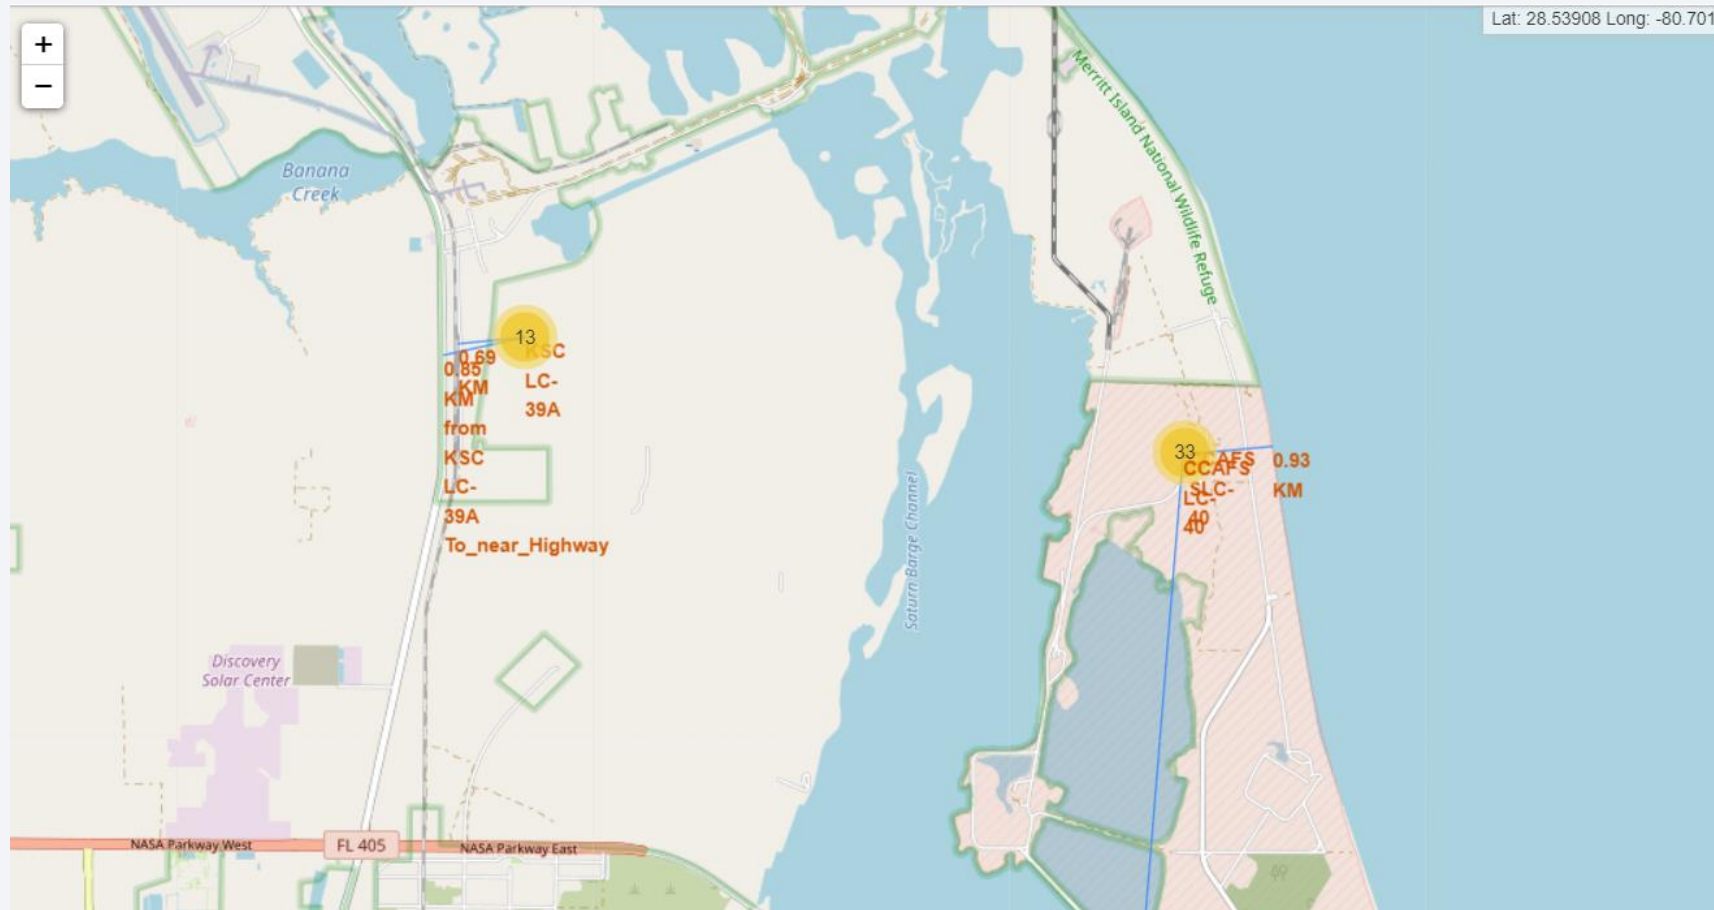 +
−
Lat: 28.53908 Long: -80.701
Merritt Island National Wildlife Refuge
Banana
Creek
13
KSC
LC-
39A
0.69
KM
0.85
KM
from
KSC
LC-
39A
To_near_Highway
33
CCAFS
LC-
40
CCAFS
SLC-
40
0.93
KM
Saturn Barge Channel
Discovery
Solar Center
NASA Parkway West
FL 405
NASA Parkway East